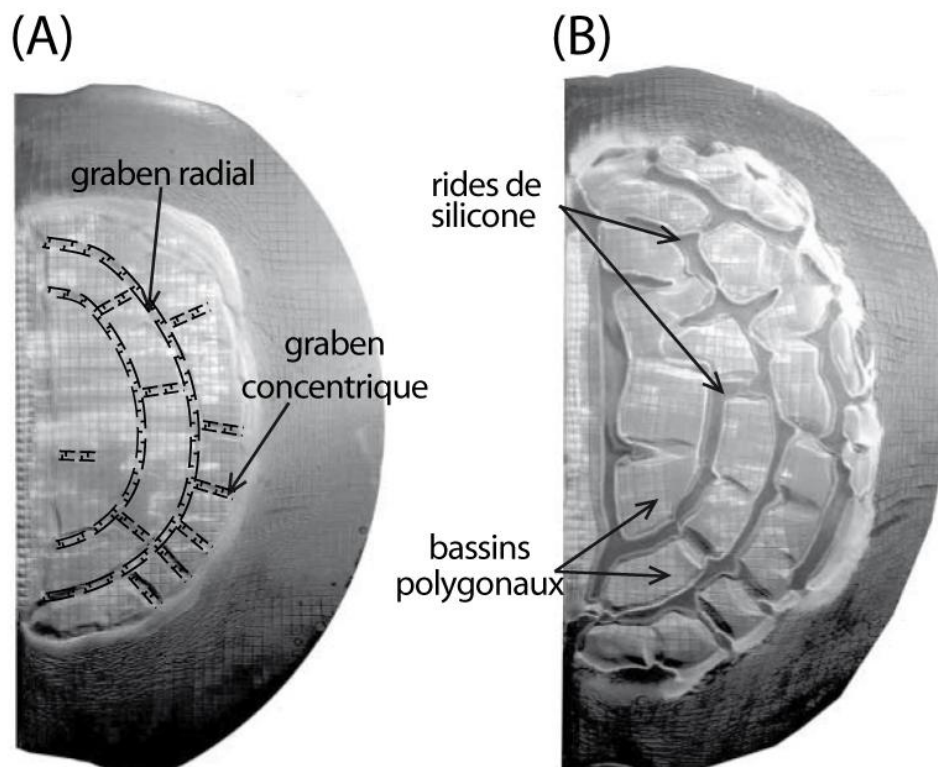 (A)
(B)
graben radial
graben
concentrique
rides de
silicone
bassins
polygonaux